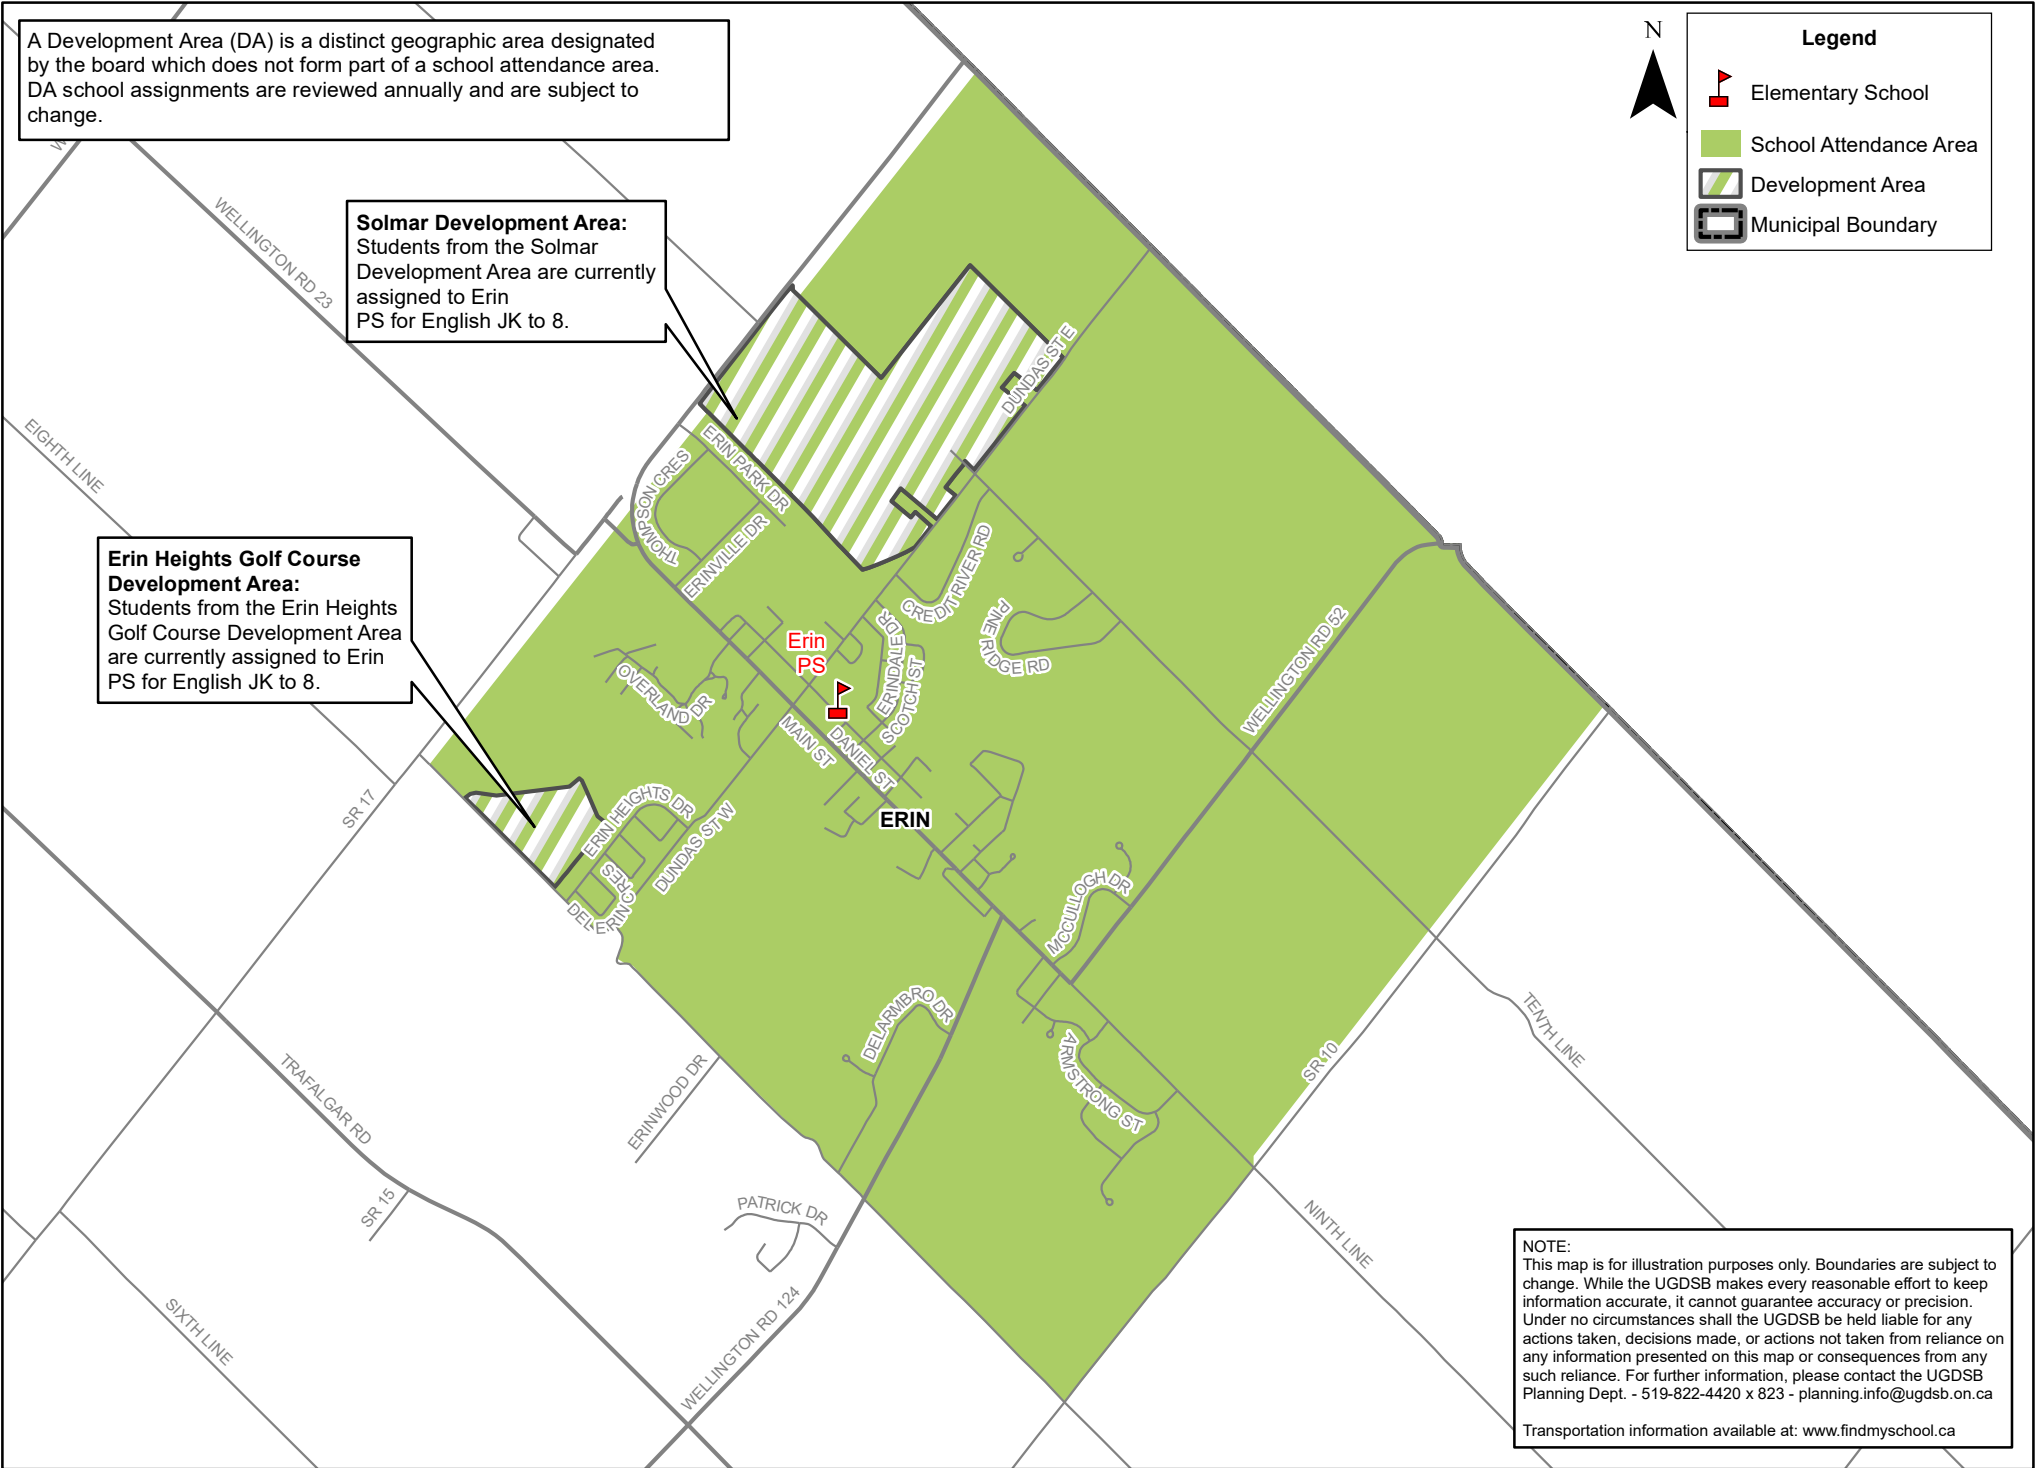 A Development Area (DA) is a distinct geographic area designated
by the board which does not form part of a school attendance area.
DA school assignments are reviewed annually and are subject to
change.
N
Legend
Elementary School
School Attendance Area
Development Area
Municipal Boundary
W
WELLINGTON RD 23
Solmar Development Area:
Students from the Solmar
Development Area are currently
assigned to Erin
PS for English JK to 8.
DUNDAS ST E
EIGHTH LINE
ERIN PARK DR
THOMPSON CRES
ERINVILLE DR
Erin Heights Golf Course
Development Area:
Students from the Erin Heights
Golf Course Development Area
are currently assigned to Erin
PS for English JK to 8.
CREDIT RIVER RD
PINE RIDGE RD
WELLINGTON RD 52
Erin
PS
ERINDALE DR
SCOTCH ST
OVERLAND DR
MAIN ST
DANIEL ST
ERIN
SR 17
ERIN HEIGHTS DR
DUNDAS ST W
DELERIN CRES
MCCULLOGH DR
DELARMBRO DR
ARMSTRONG ST
TENTH LINE
SR 10
TRAFALGAR RD
ERINWOOD DR
SR 15
PATRICK DR
NINTH LINE
SIXTH LINE
WELLINGTON RD 124
NOTE:
This map is for illustration purposes only. Boundaries are subject to
change. While the UGDSB makes every reasonable effort to keep
information accurate, it cannot guarantee accuracy or precision.
Under no circumstances shall the UGDSB be held liable for any
actions taken, decisions made, or actions not taken from reliance on
any information presented on this map or consequences from any
such reliance. For further information, please contact the UGDSB
Planning Dept. - 519-822-4420 x 823 - planning.info@ugdsb.on.ca
Transportation information available at: www.findmyschool.ca